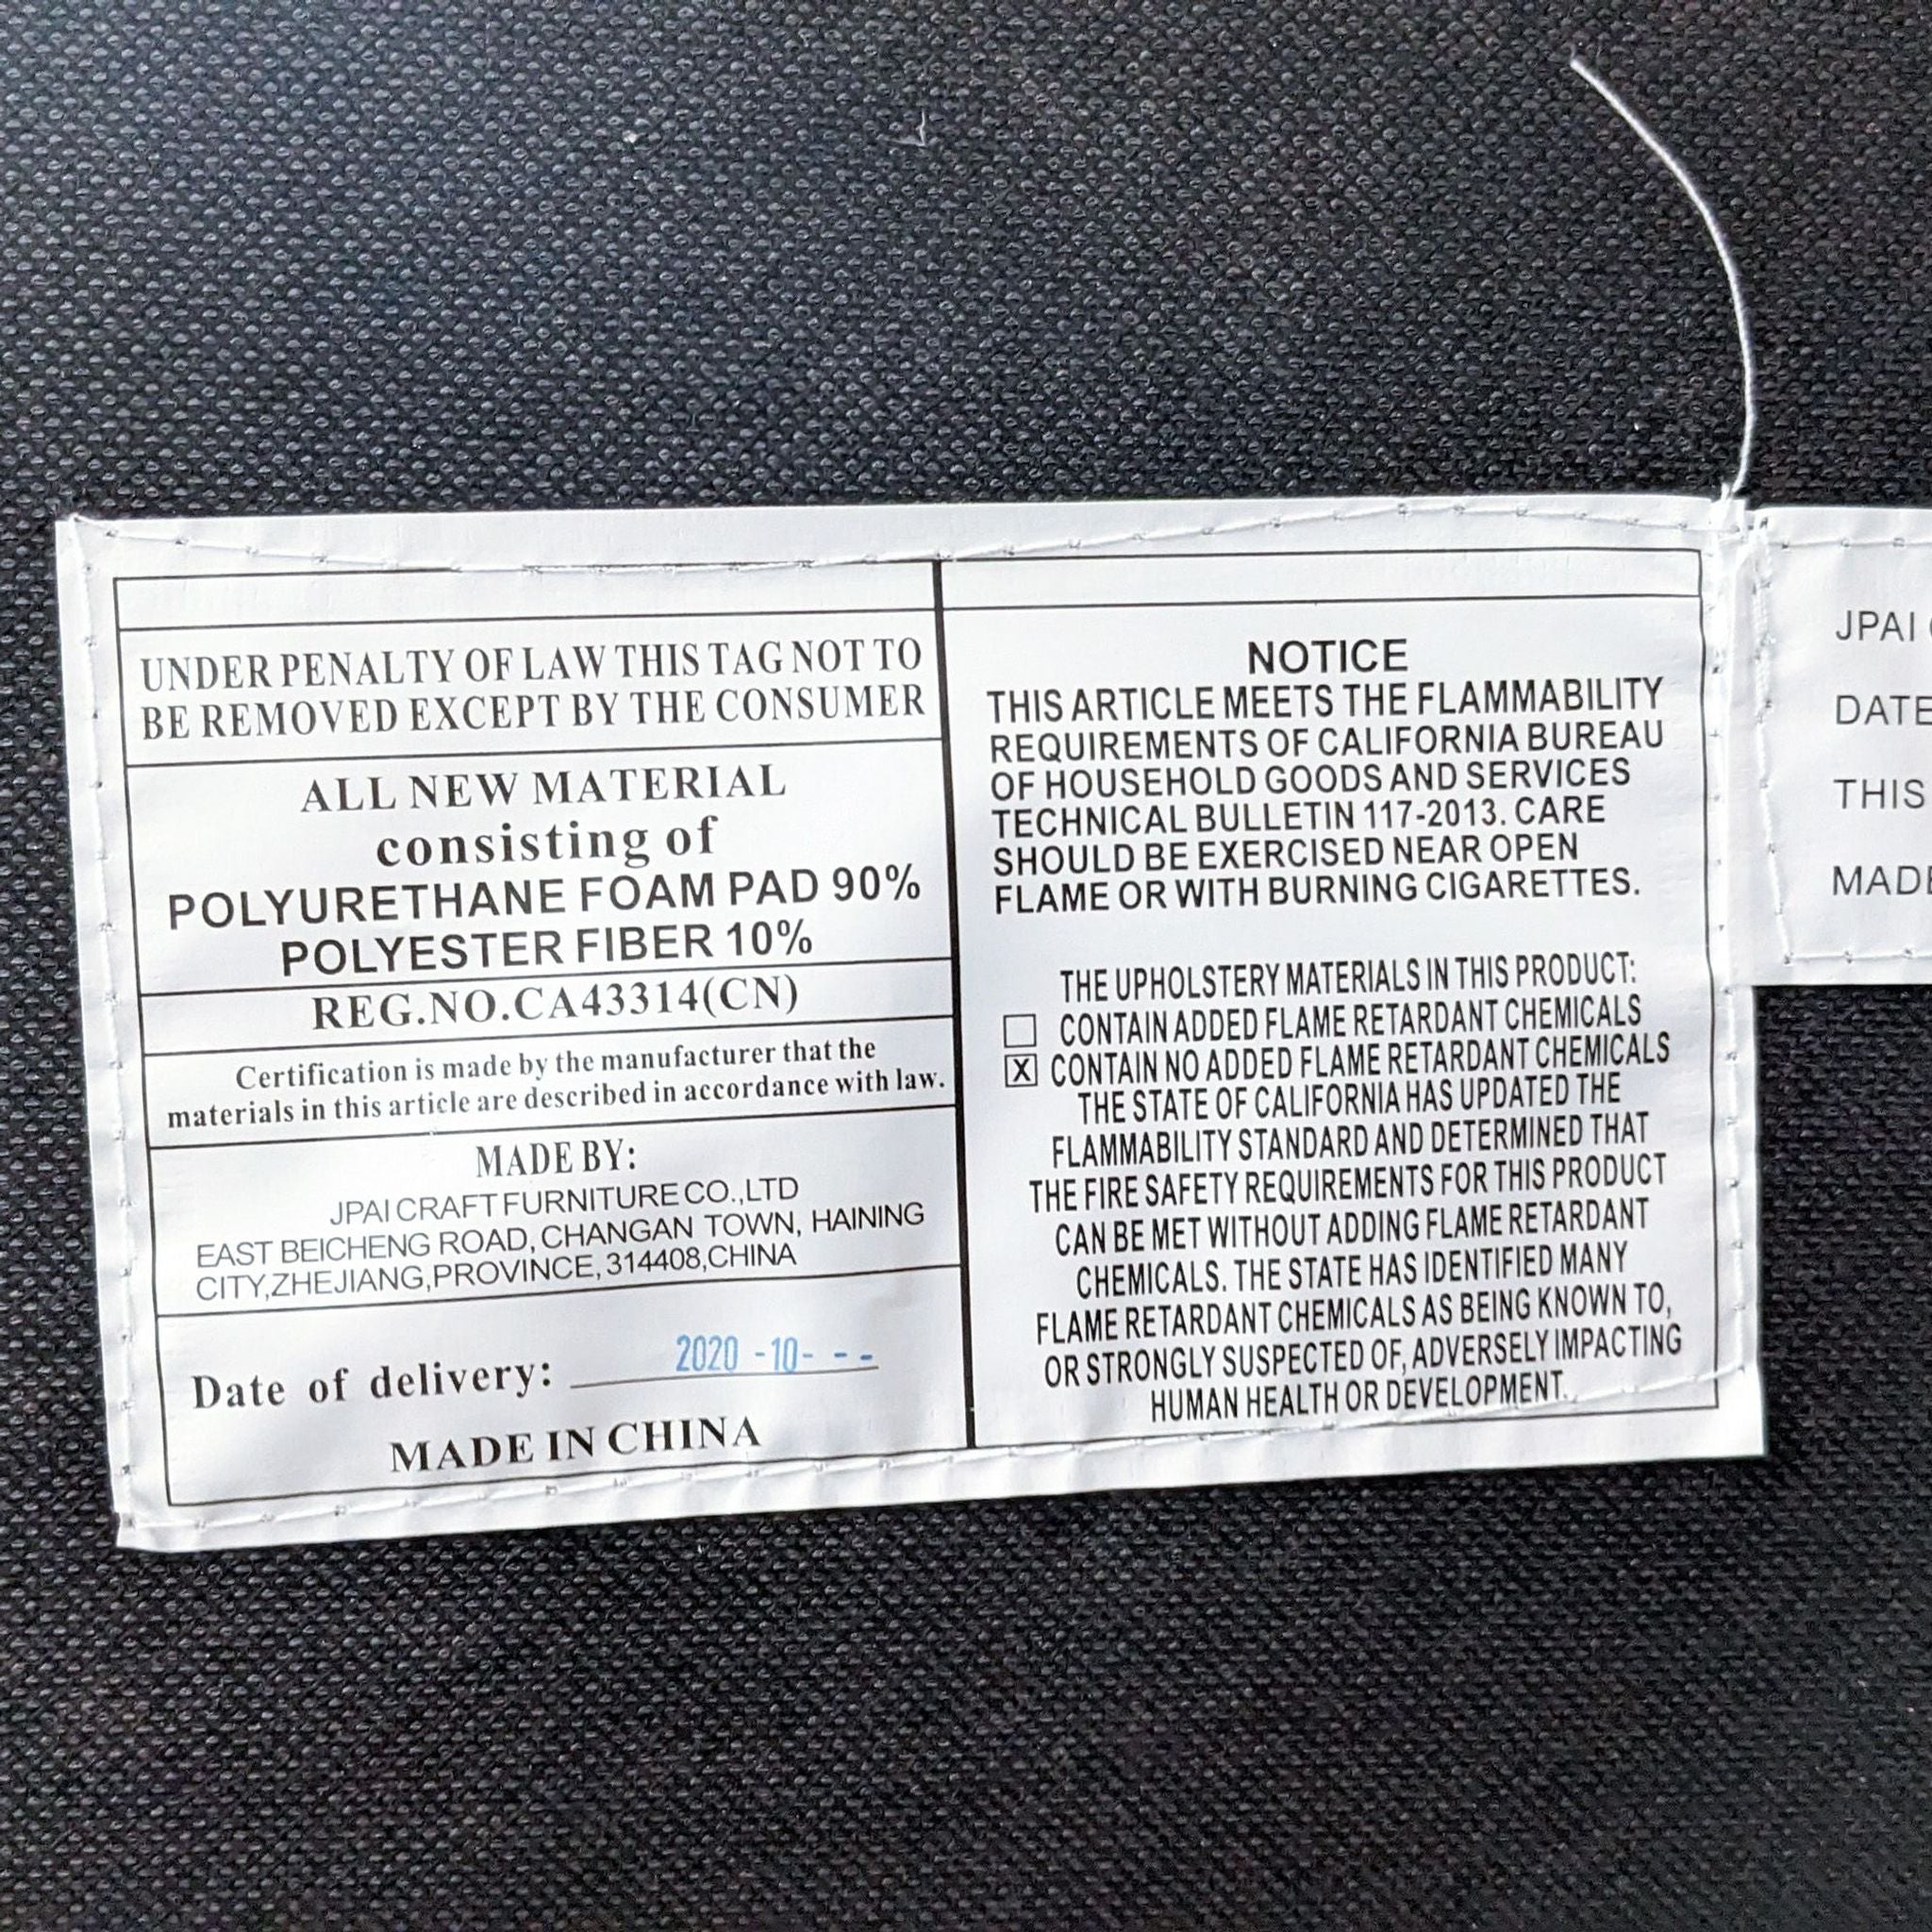 UNDER PENALTY OF LAW THIS TAG NOT TO
BE REMOVED EXCEPT BY THE CONSUMER
ALL NEW MATERIAL
consisting of
POLYURETHANE FOAM PAD 90%
POLYESTER FIBER 10%
REG.NO.CA43314(CN)
Certification is made by the manufacturer that the
materials in this article are described in accordance with law.
MADE BY:
JPAI CRAFT FURNITURE CO.,LTD
EAST BEICHENG ROAD, CHANGAN TOWN, HAINING
CITY,ZHEJIANG,PROVINCE, 314408,CHINA
Date of delivery: 2020 -10- - -
MADE IN CHINA
NOTICE
THIS ARTICLE MEETS THE FLAMMABILITY
REQUIREMENTS OF CALIFORNIA BUREAU
OF HOUSEHOLD GOODS AND SERVICES
TECHNICAL BULLETIN 117-2013. CARE
SHOULD BE EXERCISED NEAR OPEN
FLAME OR WITH BURNING CIGARETTES.
THE UPHOLSTERY MATERIALS IN THIS PRODUCT:
CONTAIN ADDED FLAME RETARDANT CHEMICALS
X CONTAIN NO ADDED FLAME RETARDANT CHEMICALS
THE STATE OF CALIFORNIA HAS UPDATED THE
FLAMMABILITY STANDARD AND DETERMINED THAT
THE FIRE SAFETY REQUIREMENTS FOR THIS PRODUCT
CAN BE MET WITHOUT ADDING FLAME RETARDANT
CHEMICALS. THE STATE HAS IDENTIFIED MANY
FLAME RETARDANT CHEMICALS AS BEING KNOWN TO,
OR STRONGLY SUSPECTED OF, ADVERSELY IMPACTING
HUMAN HEALTH OR DEVELOPMENT.
JPAI
DATE
THIS